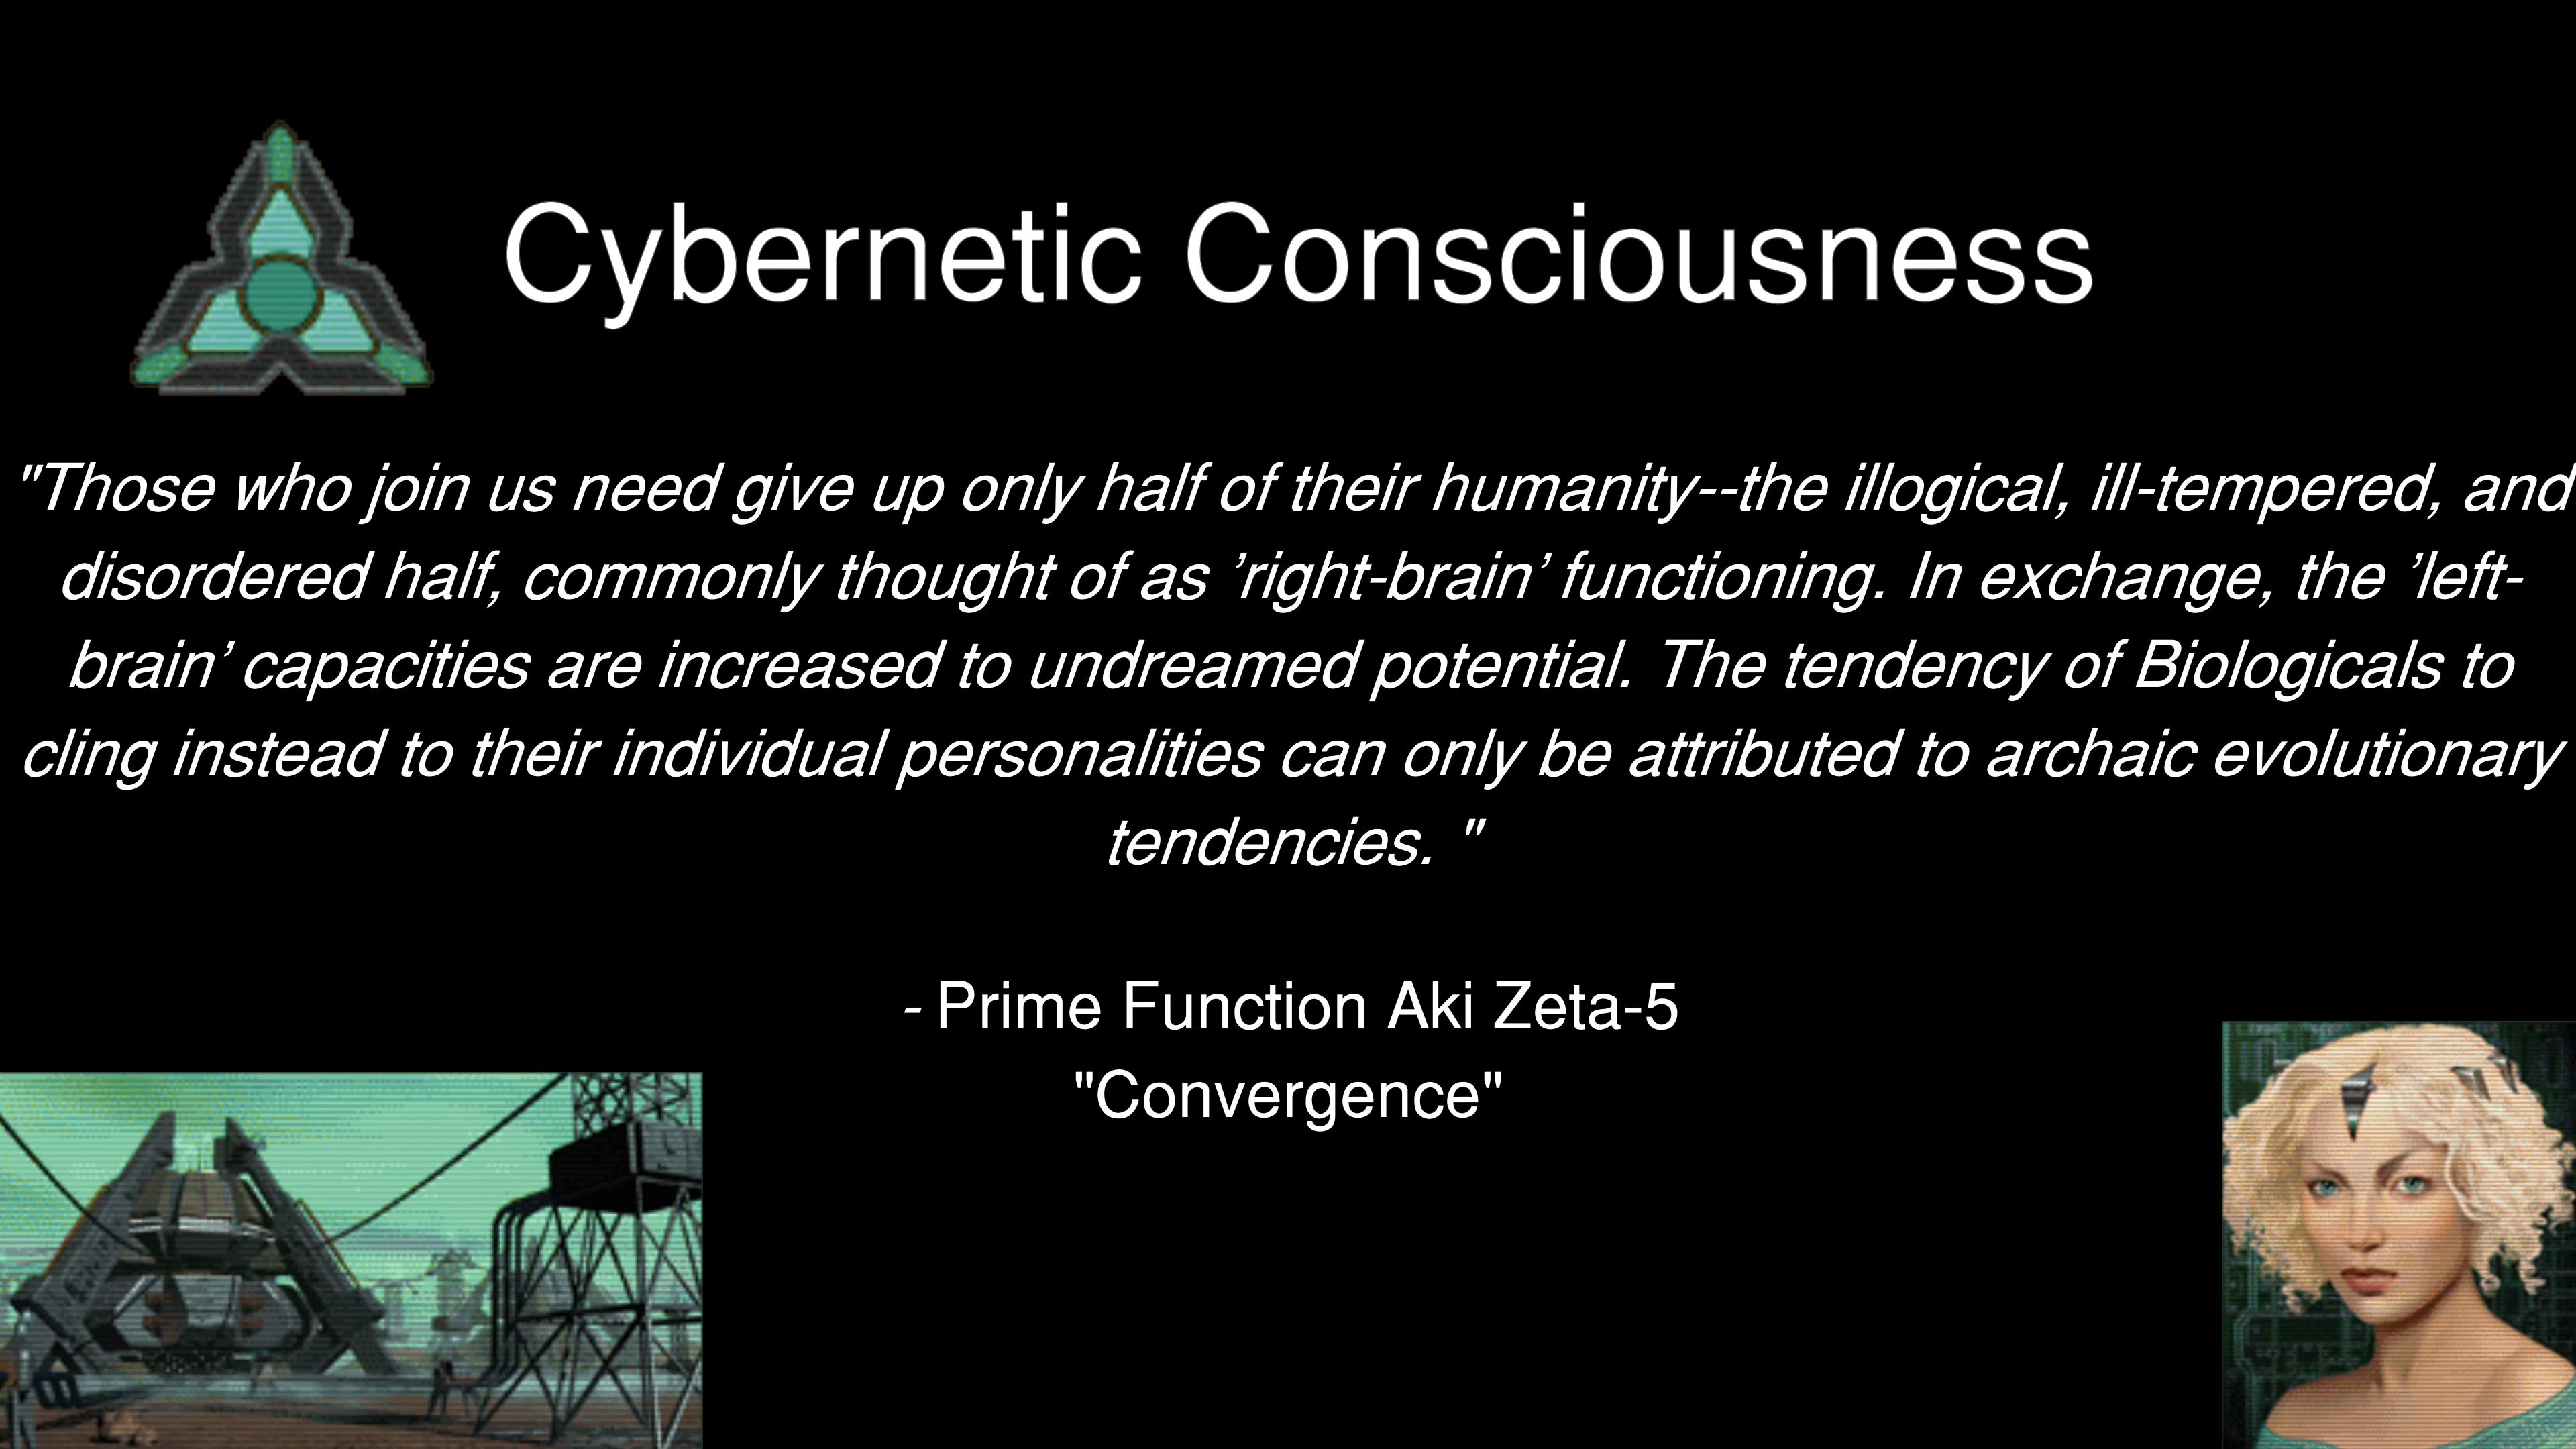 Cybernetic Consciousness
"Those who join us need give up only half of their humanity--the illogical, ill-tempered, and
disordered half, commonly thought of as ’right-brain’ functioning. In exchange, the ’left-
brain’ capacities are increased to undreamed potential. The tendency of Biologicals to
cling instead to their individual personalities can only be attributed to archaic evolutionary
tendencies. "
- Prime Function Aki Zeta-5
"Convergence"